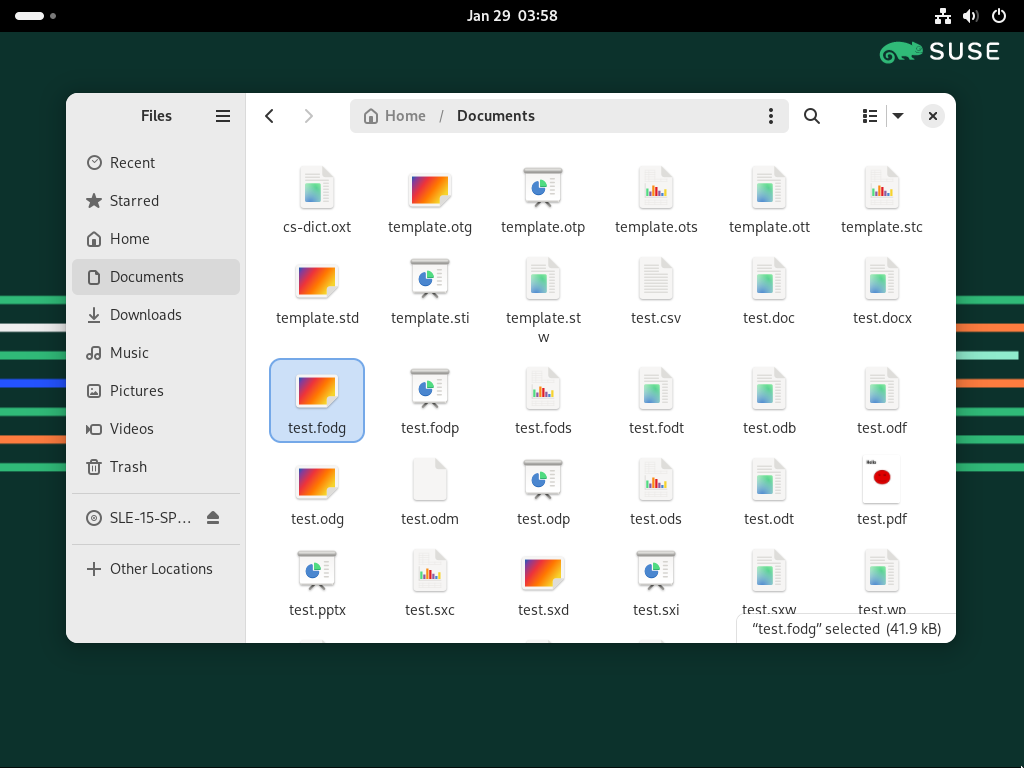 Jan 29 03:58
SUSE
Files
Home / Documents
Recent
Starred
Home
Documents
Downloads
Music
Pictures
Videos
Trash
SLE-15-SP...
Other Locations
cs-dict.oxt
template.otg
template.otp
template.ots
template.ott
template.stc
template.std
template.sti
template.st
w
test.csv
test.doc
test.docx
test.fodg
test.fodp
test.fods
test.fodt
test.odb
test.odf
test.odg
test.odm
test.odp
test.ods
test.odt
Hello
test.pdf
test.pptx
test.sxc
test.sxd
test.sxi
test.sxw
test.wp
“test.fodg” selected (41.9 kB)